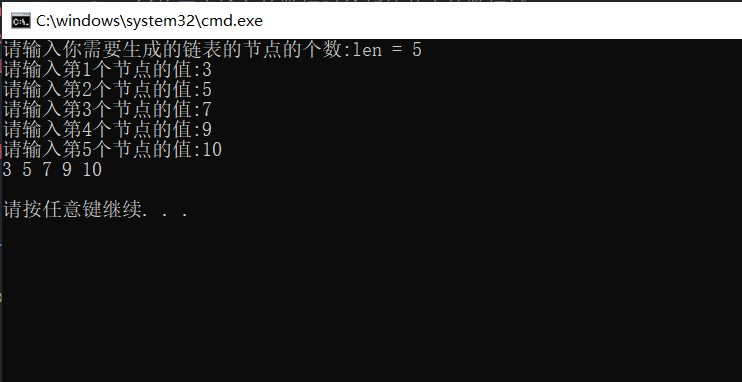 C:\windows\system32\cmd.exe
请输入你需要生成的链表的节点的个数:len = 5
请输入第1个节点的值:3
请输入第2个节点的值:5
请输入第3个节点的值:7
请输入第4个节点的值:9
请输入第5个节点的值:10
3 5 7 9 10
请按任意键继续. . .